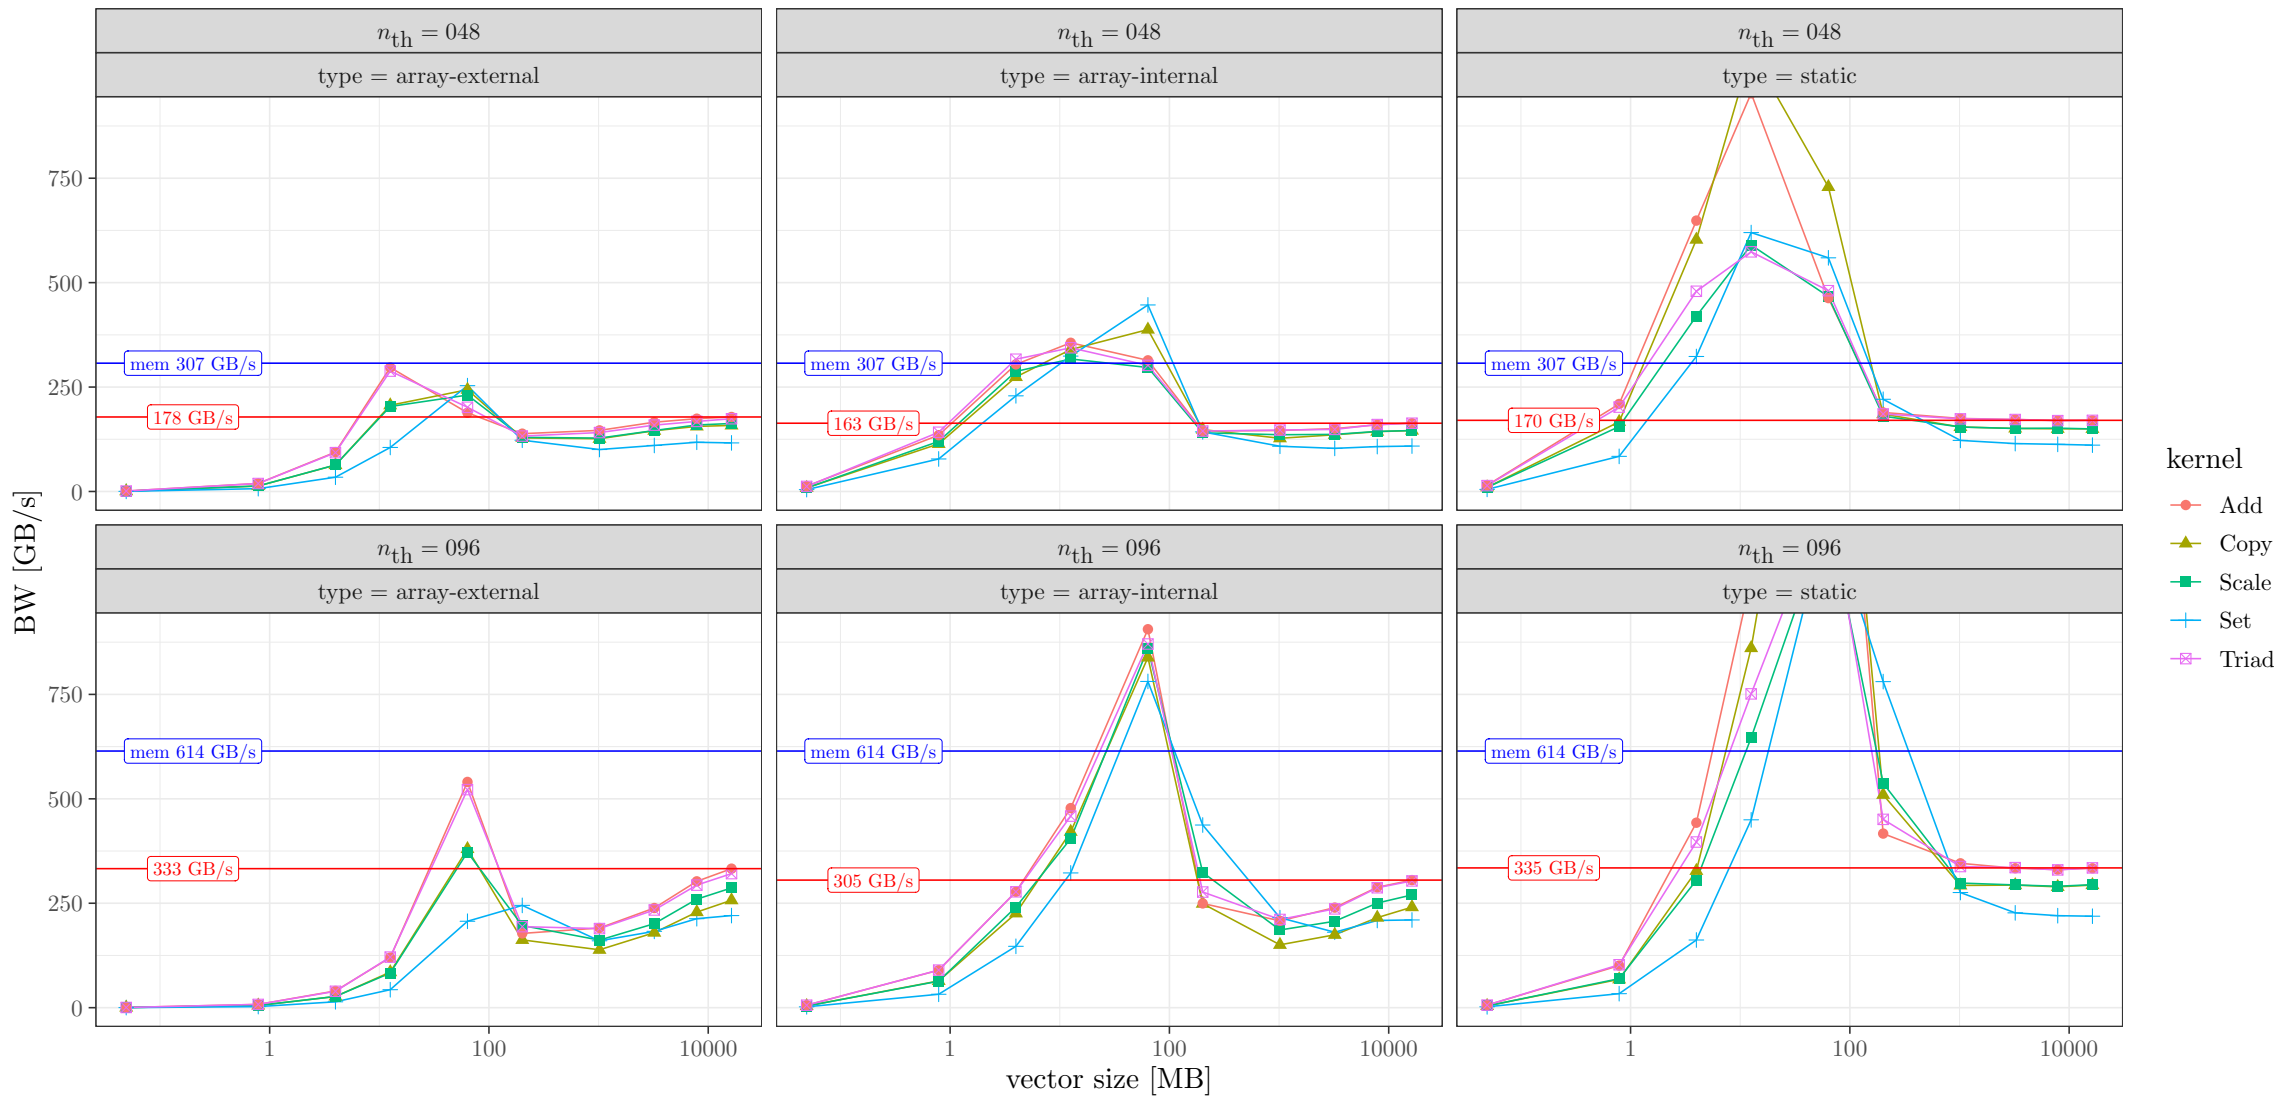 n_th = 048
type = array-external
n_th = 048
type = array-internal
n_th = 048
type = static
750
500
250
0
mem 307 GB/s
178 GB/s
mem 307 GB/s
163 GB/s
mem 307 GB/s
170 GB/s
n_th = 096
type = array-external
n_th = 096
type = array-internal
n_th = 096
type = static
750
500
250
0
mem 614 GB/s
333 GB/s
mem 614 GB/s
305 GB/s
mem 614 GB/s
335 GB/s
1 100 10000
1 100 10000
1 100 10000
vector size [MB]
BW [GB/s]
kernel
Add
Copy
Scale
Set
Triad